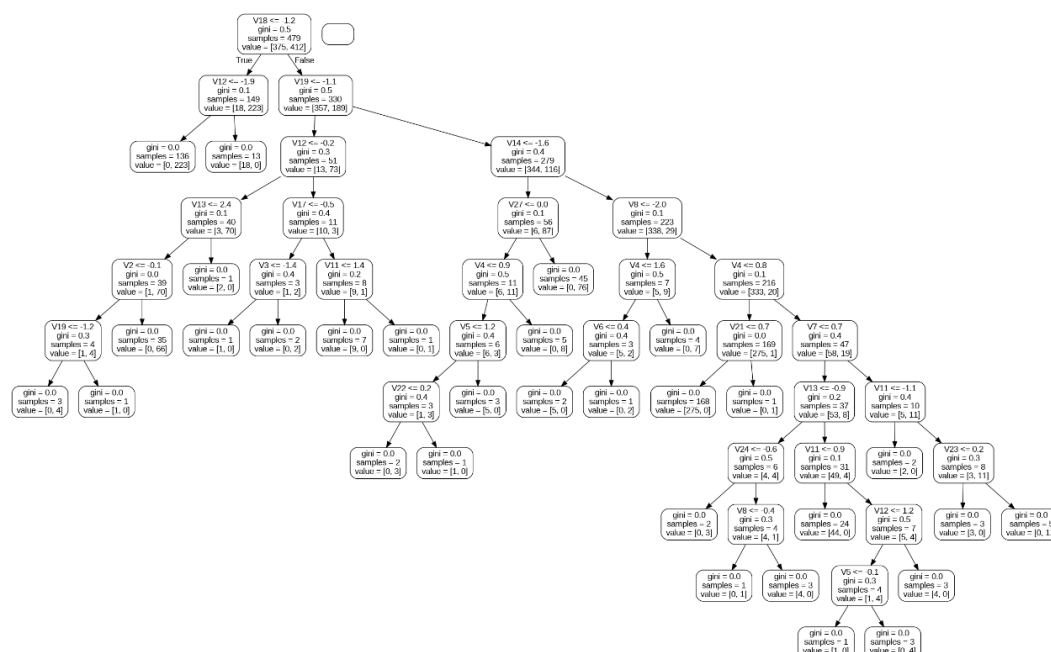 V18 <= 1.2
gini = 0.5
samples = 479
value = [375, 412]
True
False
V12 <= -1.9
gini = 0.1
samples = 149
value = [18, 223]
V19 <= -1.1
gini = 0.5
samples = 330
value = [357, 189]
gini = 0.0
samples = 136
value = [0, 223]
gini = 0.0
samples = 13
value = [18, 0]
V12 <= -0.2
gini = 0.3
samples = 51
value = [13, 73]
V14 <= -1.6
gini = 0.4
samples = 279
value = [344, 116]
V13 <= 2.4
gini = 0.1
samples = 40
value = [3, 70]
V17 <= -0.5
gini = 0.4
samples = 11
value = [10, 3]
V27 <= 0.0
gini = 0.1
samples = 56
value = [6, 87]
V8 <= -2.0
gini = 0.1
samples = 223
value = [338, 29]
V2 <= -0.1
gini = 0.0
samples = 39
value = [1, 70]
gini = 0.0
samples = 1
value = [2, 0]
V3 <= -1.4
gini = 0.4
samples = 3
value = [1, 2]
V11 <= 1.4
gini = 0.2
samples = 8
value = [9, 1]
V4 <= 0.9
gini = 0.5
samples = 11
value = [6, 11]
gini = 0.0
samples = 45
value = [0, 76]
V4 <= 1.6
gini = 0.5
samples = 7
value = [5, 9]
V4 <= 0.8
gini = 0.1
samples = 216
value = [333, 20]
V19 <= -1.2
gini = 0.3
samples = 4
value = [1, 4]
gini = 0.0
samples = 35
value = [0, 66]
gini = 0.0
samples = 1
value = [1, 0]
gini = 0.0
samples = 2
value = [0, 2]
gini = 0.0
samples = 7
value = [9, 0]
gini = 0.0
samples = 1
value = [0, 1]
V5 <= 1.2
gini = 0.4
samples = 6
value = [6, 3]
gini = 0.0
samples = 5
value = [0, 8]
V6 <= 0.4
gini = 0.4
samples = 3
value = [5, 2]
gini = 0.0
samples = 4
value = [0, 7]
V21 <= 0.7
gini = 0.0
samples = 169
value = [275, 1]
V7 <= 0.7
gini = 0.4
samples = 47
value = [58, 19]
gini = 0.0
samples = 3
value = [0, 4]
gini = 0.0
samples = 1
value = [1, 0]
V22 <= 0.2
gini = 0.4
samples = 3
value = [1, 3]
gini = 0.0
samples = 3
value = [5, 0]
gini = 0.0
samples = 2
value = [5, 0]
gini = 0.0
samples = 1
value = [0, 2]
gini = 0.0
samples = 168
value = [275, 0]
gini = 0.0
samples = 1
value = [0, 1]
V13 <= -0.9
gini = 0.2
samples = 37
value = [53, 8]
V11 <= -1.1
gini = 0.4
samples = 10
value = [5, 11]
gini = 0.0
samples = 2
value = [0, 3]
gini = 0.0
samples = 1
value = [1, 0]
V24 <= -0.6
gini = 0.5
samples = 6
value = [4, 4]
V11 <= 0.9
gini = 0.1
samples = 31
value = [49, 4]
gini = 0.0
samples = 2
value = [2, 0]
V23 <= 0.2
gini = 0.3
samples = 8
value = [3, 11]
gini = 0.0
samples = 2
value = [0, 3]
V8 <= -0.4
gini = 0.3
samples = 4
value = [4, 1]
gini = 0.0
samples = 24
value = [44, 0]
V12 <= 1.2
gini = 0.5
samples = 7
value = [5, 4]
gini = 0.0
samples = 3
value = [3, 0]
gini = 0.0
samples = 5
value = [0, 1
gini = 0.0
samples = 1
value = [0, 1]
gini = 0.0
samples = 3
value = [4, 0]
V5 <= -0.1
gini = 0.3
samples = 4
value = [1, 4]
gini = 0.0
samples = 3
value = [4, 0]
gini = 0.0
samples = 1
value = [1, 0]
gini = 0.0
samples = 3
value = [0, 4]